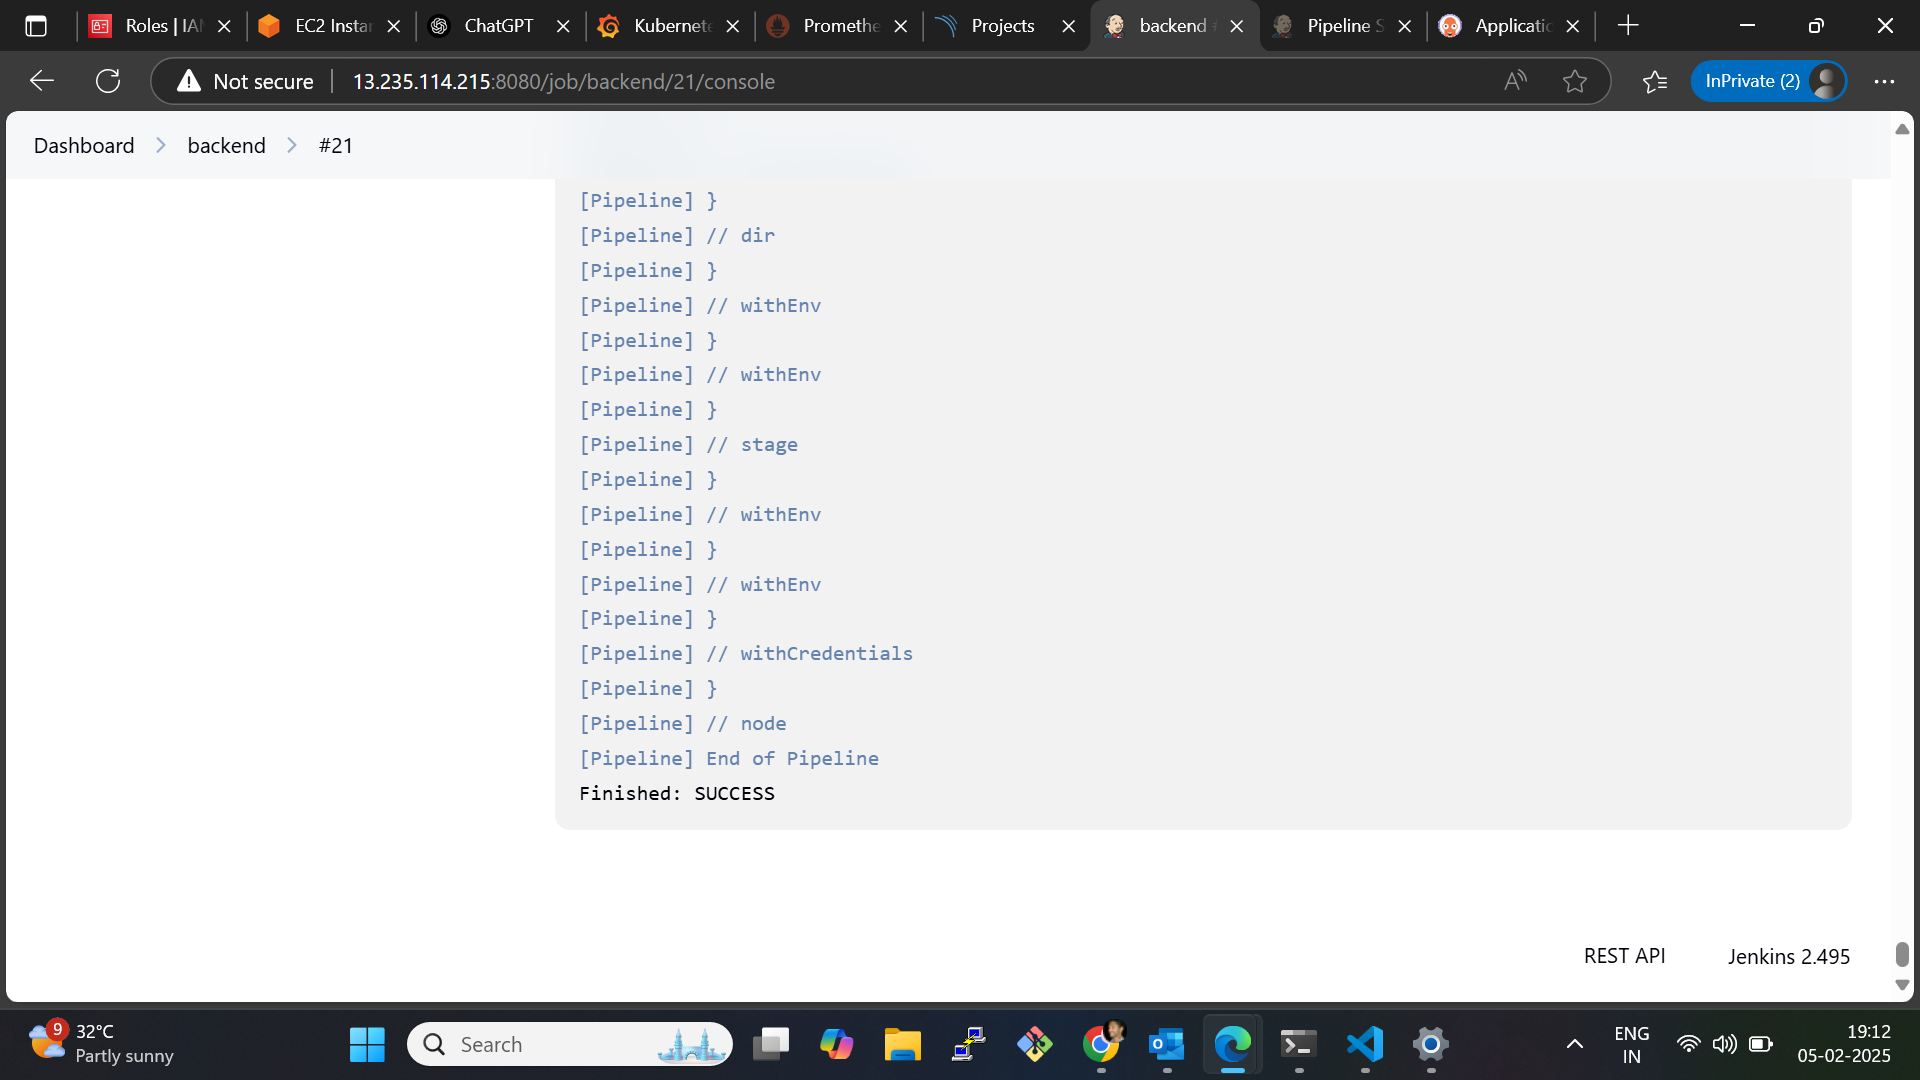 Roles | IAM
EC2 Instan
ChatGPT
Kubernete
Promethe
Projects
backend #
Pipeline S
Applicatic
Not secure
13.235.114.215:8080/job/backend/21/console
InPrivate (2)
Dashboard
backend
#21
[Pipeline] }
[Pipeline] // dir
[Pipeline] }
[Pipeline] // withEnv
[Pipeline] }
[Pipeline] // withEnv
[Pipeline] }
[Pipeline] // stage
[Pipeline] }
[Pipeline] // withEnv
[Pipeline] }
[Pipeline] // withEnv
[Pipeline] }
[Pipeline] // withCredentials
[Pipeline] }
[Pipeline] // node
[Pipeline] End of Pipeline
Finished: SUCCESS
REST API
Jenkins 2.495
9
32°C
Partly sunny
Search
ENG
IN
19:12
05-02-2025